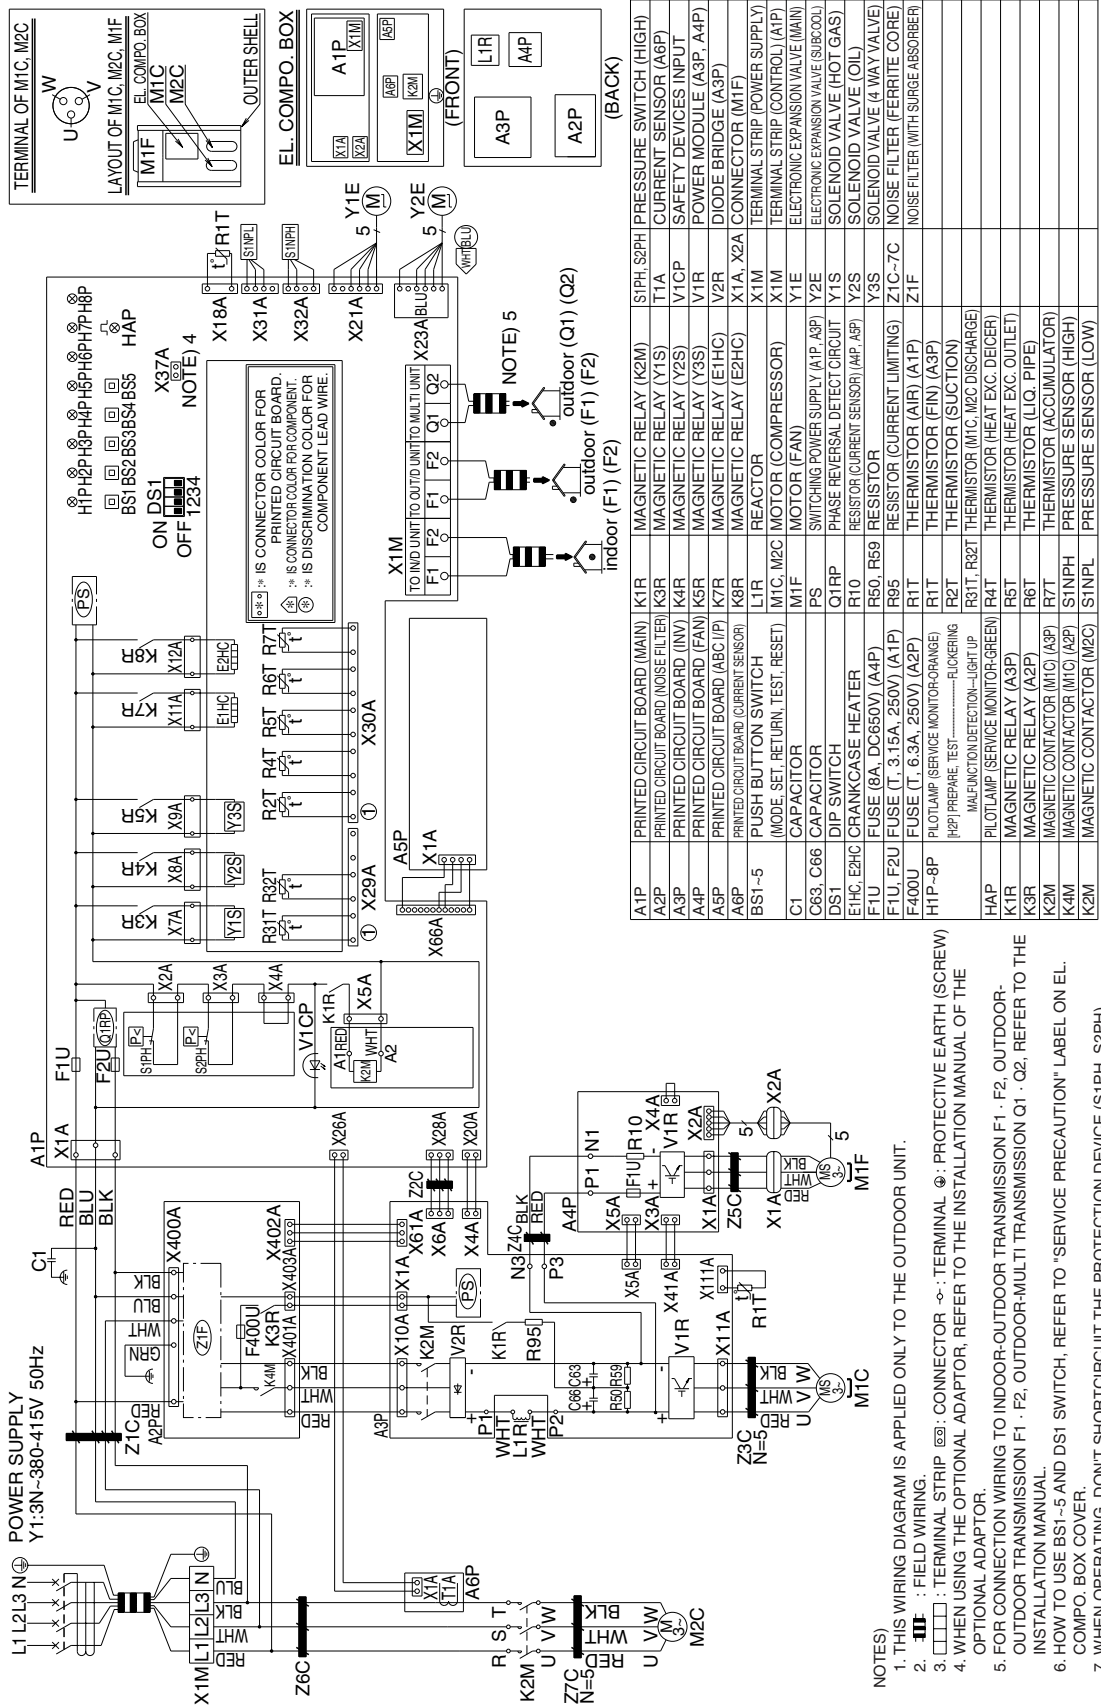 POWER SUPPLY
Y1:3N~380-415V 50Hz
L1 L2 L3 N
X1M L1 L2 L3 N
RED WHT BLK BLU
Z6C
R S T
K2M
U V W
Z7C
N=5
RED WHT BLK
U V W
M
3~
M2C
X1A
T1A
A6P
Z1C
A2P
RED GRN WHT BLU BLK
X400A
Z1F
F400U
K3R
K4M
X401A
X403A
X402A
RED WHT BLK
A3P
X10A
X1A
X61A
K2M
V2R
PS
K1R
R95
P1
WHT
L1R
WHT
P2
C66 C63
R50 R59
V1R
X11A
RED WHT BLK
Z3C
N=5
U V W
MS
3~
M1C
R1T
t°
X111A
X41A
X5A
N3
P3
Z4C
BLK
RED
A4P
P1 N1
X5A
F1U
R10
X3A
V1R
X4A
X2A
X1A
Z5C
5
X2A
X1A
RED WHT BLK
MS
3~
5
M1F
C1
RED
BLU
BLK
A1P
X1A
F1U
F2U
Q1RP
X26A
X28A
X20A
Z2C
X6A
X4A
S1PH P<
S2PH P<
X2A
X3A
X4A
V1CP
K1R
X5A
A1 RED
K2M WHT
A2
K3R K4R K5R K7R K8R
X7A X8A X9A X11A X12A
Y1S Y2S Y3S E1HC E2HC
PS
R31T R32T R2T R4T R5T R6T R7T
t°
X29A
X30A
X66A
A5P
X1A
:* IS CONNECTOR COLOR FOR
PRINTED CIRCUIT BOARD.
:* IS CONNECTOR COLOR FOR COMPONENT.
:* IS DISCRIMINATION COLOR FOR
COMPONENT LEAD WIRE.
H1PH2PH3PH4PH5PH6PH7PH8P
BS1 BS2 BS3 BS4 BS5
ON DS1
OFF 1234
X37A
NOTE) 4
HAP
X18A
t° R1T
X31A
S1NPL
X32A
S1NPH
X21A
5
Y1E
M
X23A BLU
5
Y2E
M
WHT BLU
X1M
TO IN/D UNIT TO OUT/D UNIT TO MULTI UNIT
F1 F2 F1 F2 Q1 Q2
indoor (F1) (F2)
outdoor (F1) (F2)
outdoor (Q1) (Q2)
NOTE) 5
TERMINAL OF M1C, M2C
U V W
LAYOUT OF M1C, M2C, M1F
EL. COMPO. BOX
M1F
M1C
M2C
OUTER SHELL
EL. COMPO. BOX
A1P
X1M
X1A
X2A
A5P
A6P
K2M
X1M
(FRONT)
L1R
A4P
A3P
A2P
(BACK)
A1P PRINTED CIRCUIT BOARD (MAIN)
A2P PRINTED CIRCUIT BOARD (NOISE FILTER)
A3P PRINTED CIRCUIT BOARD (INV)
A4P PRINTED CIRCUIT BOARD (FAN)
A5P PRINTED CIRCUIT BOARD (ABC I/P)
A6P PRINTED CIRCUIT BOARD (CURRENT SENSOR)
BS1~5 PUSH BUTTON SWITCH
(MODE, SET, RETURN, TEST, RESET)
C1 CAPACITOR
C63, C66 CAPACITOR
DS1 DIP SWITCH
E1HC, E2HC CRANKCASE HEATER
F1U FUSE (8A, DC650V) (A4P)
F1U, F2U FUSE (T, 3.15A, 250V) (A1P)
F400U FUSE (T, 6.3A, 250V) (A2P)
H1P~8P PILOTLAMP (SERVICE MONITOR-ORANGE)
[H2P] PREPARE, TEST---------------FLICKERING
MALFUNCTION DETECTION---LIGHT UP
HAP PILOTLAMP (SERVICE MONITOR-GREEN)
K1R MAGNETIC RELAY (A3P)
K3R MAGNETIC RELAY (A2P)
K2M MAGNETIC CONTACTOR (M1C) (A3P)
K4M MAGNETIC CONTACTOR (M1C) (A2P)
K2M MAGNETIC CONTACTOR (M2C)
K1R MAGNETIC RELAY (K2M)
K3R MAGNETIC RELAY (Y1S)
K4R MAGNETIC RELAY (Y2S)
K5R MAGNETIC RELAY (Y3S)
K7R MAGNETIC RELAY (E1HC)
K8R MAGNETIC RELAY (E2HC)
L1R REACTOR
M1C, M2C MOTOR (COMPRESSOR)
M1F MOTOR (FAN)
PS SWITCHING POWER SUPPLY (A1P, A3P)
Q1RP PHASE REVERSAL DETECT CIRCUIT
R10 RESISTOR (CURRENT SENSOR) (A4P, A5P)
R50, R59 RESISTOR
R95 RESISTOR (CURRENT LIMITING)
R1T THERMISTOR (AIR) (A1P)
R1T THERMISTOR (FIN) (A3P)
R2T THERMISTOR (SUCTION)
R31T, R32T THERMISTOR (M1C, M2C DISCHARGE)
R4T THERMISTOR (HEAT EXC. DEICER)
R5T THERMISTOR (HEAT EXC. OUTLET)
R6T THERMISTOR (LIQ. PIPE)
R7T THERMISTOR (ACCUMULATOR)
S1NPH PRESSURE SENSOR (HIGH)
S1NPL PRESSURE SENSOR (LOW)
S1PH, S2PH PRESSURE SWITCH (HIGH)
T1A CURRENT SENSOR (A6P)
V1CP SAFETY DEVICES INPUT
V1R POWER MODULE (A3P, A4P)
V2R DIODE BRIDGE (A3P)
X1A, X2A CONNECTOR (M1F)
X1M TERMINAL STRIP (POWER SUPPLY)
X1M TERMINAL STRIP (CONTROL) (A1P)
Y1E ELECTRONIC EXPANSION VALVE (MAIN)
Y2E ELECTRONIC EXPANSION VALVE (SUBCOOL)
Y1S SOLENOID VALVE (HOT GAS)
Y2S SOLENOID VALVE (OIL)
Y3S SOLENOID VALVE (4 WAY VALVE)
Z1C~7C NOISE FILTER (FERRITE CORE)
Z1F NOISE FILTER (WITH SURGE ABSORBER)
NOTES)
1. THIS WIRING DIAGRAM IS APPLIED ONLY TO THE OUTDOOR UNIT.
2. : FIELD WIRING.
3. : TERMINAL STRIP : CONNECTOR : TERMINAL : PROTECTIVE EARTH (SCREW)
4. WHEN USING THE OPTIONAL ADAPTOR, REFER TO THE INSTALLATION MANUAL OF THE
OPTIONAL ADAPTOR.
5. FOR CONNECTION WIRING TO INDOOR-OUTDOOR TRANSMISSION F1 · F2, OUTDOOR-
OUTDOOR TRANSMISSION F1 · F2, OUTDOOR-MULTI TRANSMISSION Q1 · Q2, REFER TO THE
INSTALLATION MANUAL.
6. HOW TO USE BS1~5 AND DS1 SWITCH, REFER TO "SERVICE PRECAUTION" LABEL ON EL.
COMPO. BOX COVER.
7. WHEN OPERATING, DON'T SHORTCIRCUIT THE PROTECTION DEVICE (S1PH, S2PH)